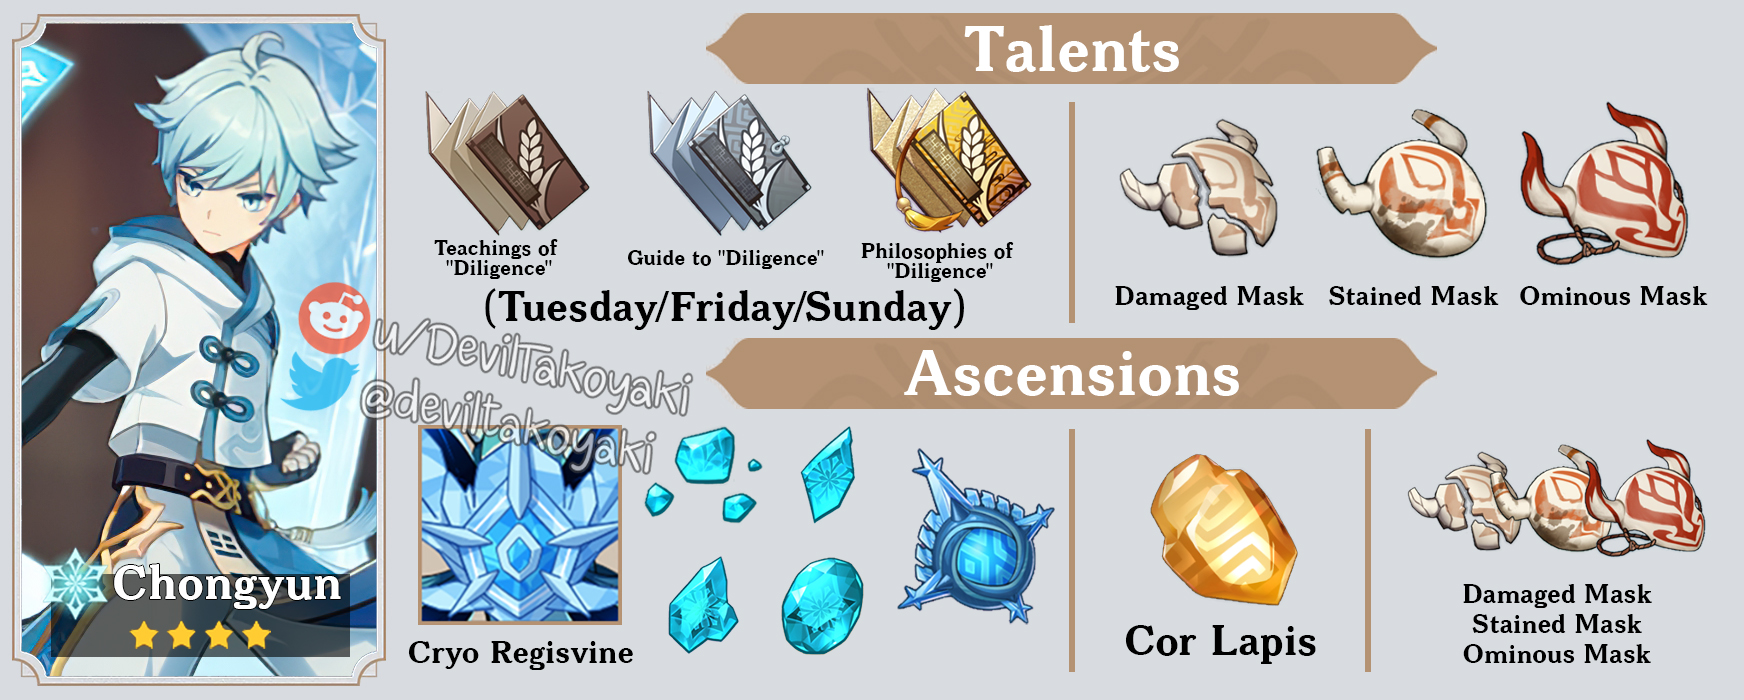 Talents
Teachings of
"Diligence"
Guide to "Diligence"
Philosophies of
"Diligence"
(Tuesday/Friday/Sunday)
Damaged Mask
Stained Mask
Ominous Mask
u/DevilTakoyaki
@deviltakoyaki
Ascensions
Chongyun
Cryo Regisvine
Cor Lapis
Damaged Mask
Stained Mask
Ominous Mask